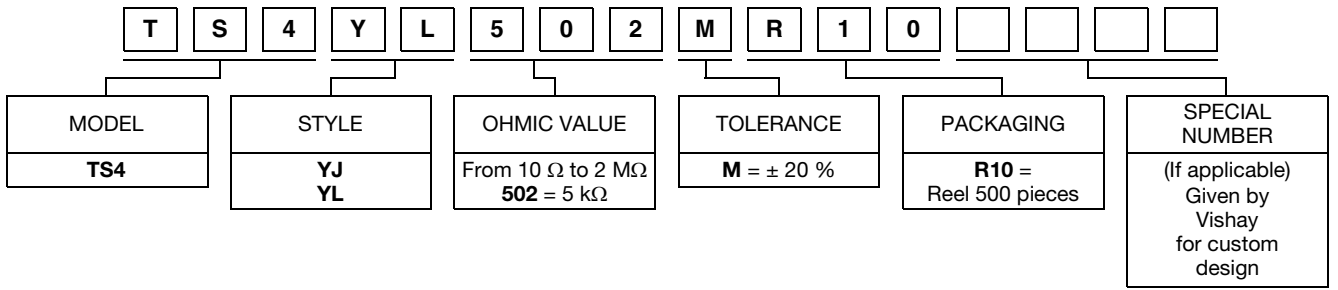 T S 4 Y L 5 0 2 M R 1 0
MODEL
TS4
STYLE
YJ
YL
OHMIC VALUE
From 10 Ω to 2 MΩ
502 = 5 kΩ
TOLERANCE
M = ± 20 %
PACKAGING
R10 =
Reel 500 pieces
SPECIAL
NUMBER
(If applicable)
Given by
Vishay
for custom
design